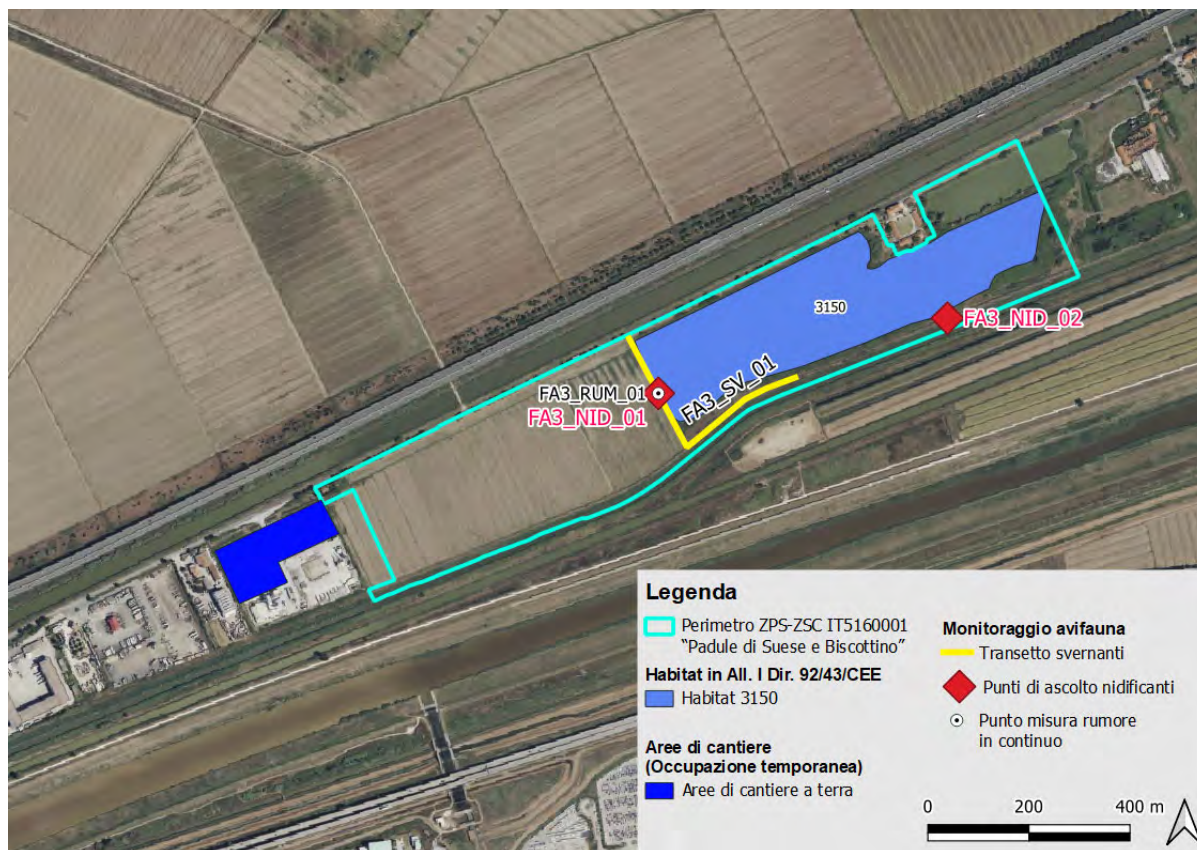 3150
FA3_NID_02
FA3_SV_01
FA3_RUM_01
FA3_NID_01
Legenda
Perimetro ZPS-ZSC IT5160001
"Padule di Suese e Biscottino"
Habitat in All. I Dir. 92/43/CEE
Habitat 3150
Aree di cantiere
(Occupazione temporanea)
Aree di cantiere a terra
Monitoraggio avifauna
Transetto svernanti
Punti di ascolto nidificanti
Punto misura rumore
in continuo
0 200 400 m